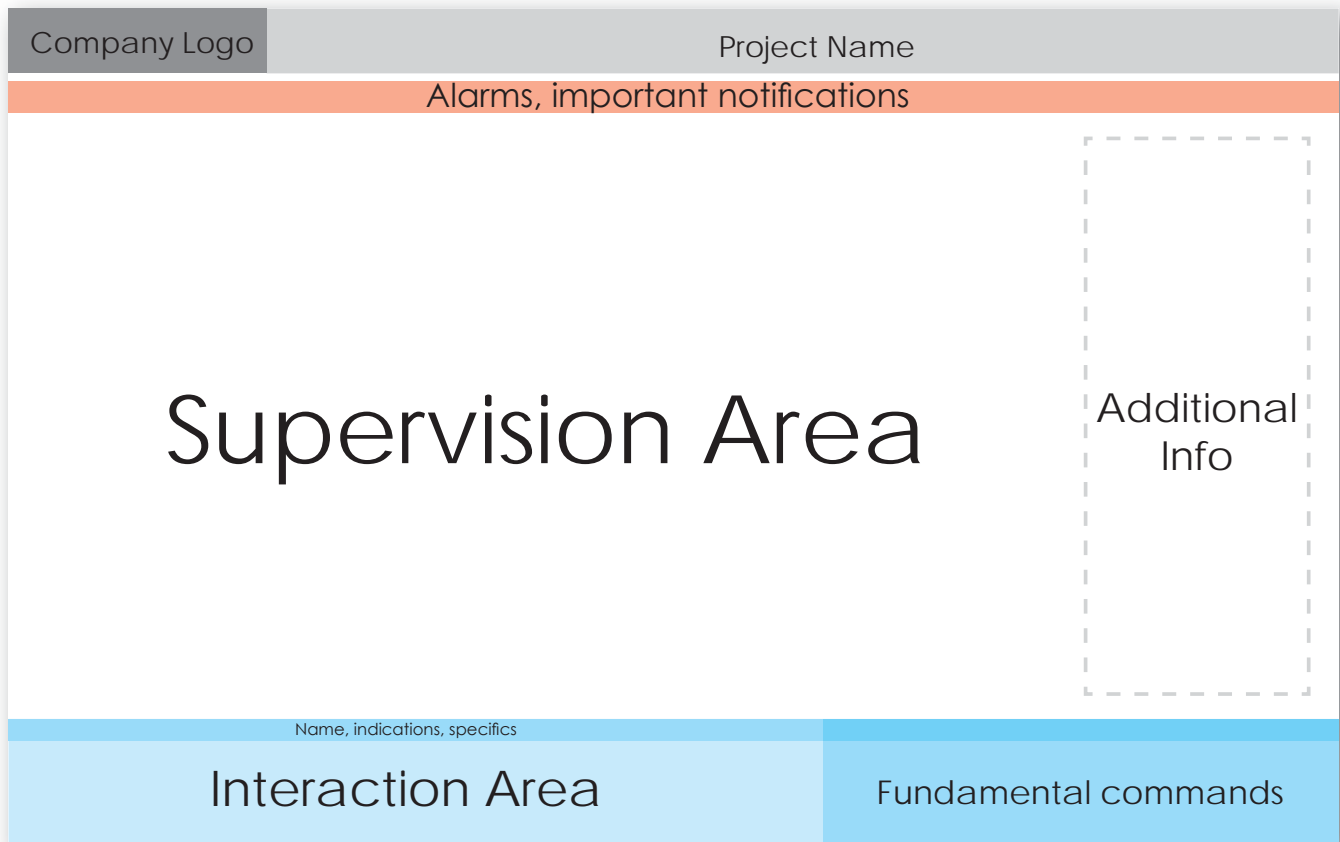 Company Logo
Project Name
Alarms, important notifications
Supervision Area
Additional
Info
Name, indications, specifics
Interaction Area
Fundamental commands